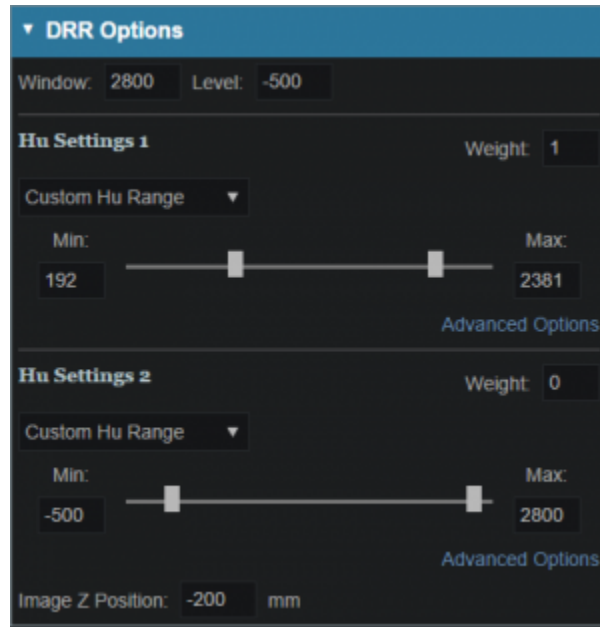 DRR Options
Window: 2800 Level: -500
Hu Settings 1 Weight: 1
Custom Hu Range
Min: Max:
192 2381
Advanced Options
Hu Settings 2 Weight: 0
Custom Hu Range
Min: Max:
-500 2800
Advanced Options
Image Z Position: -200 mm